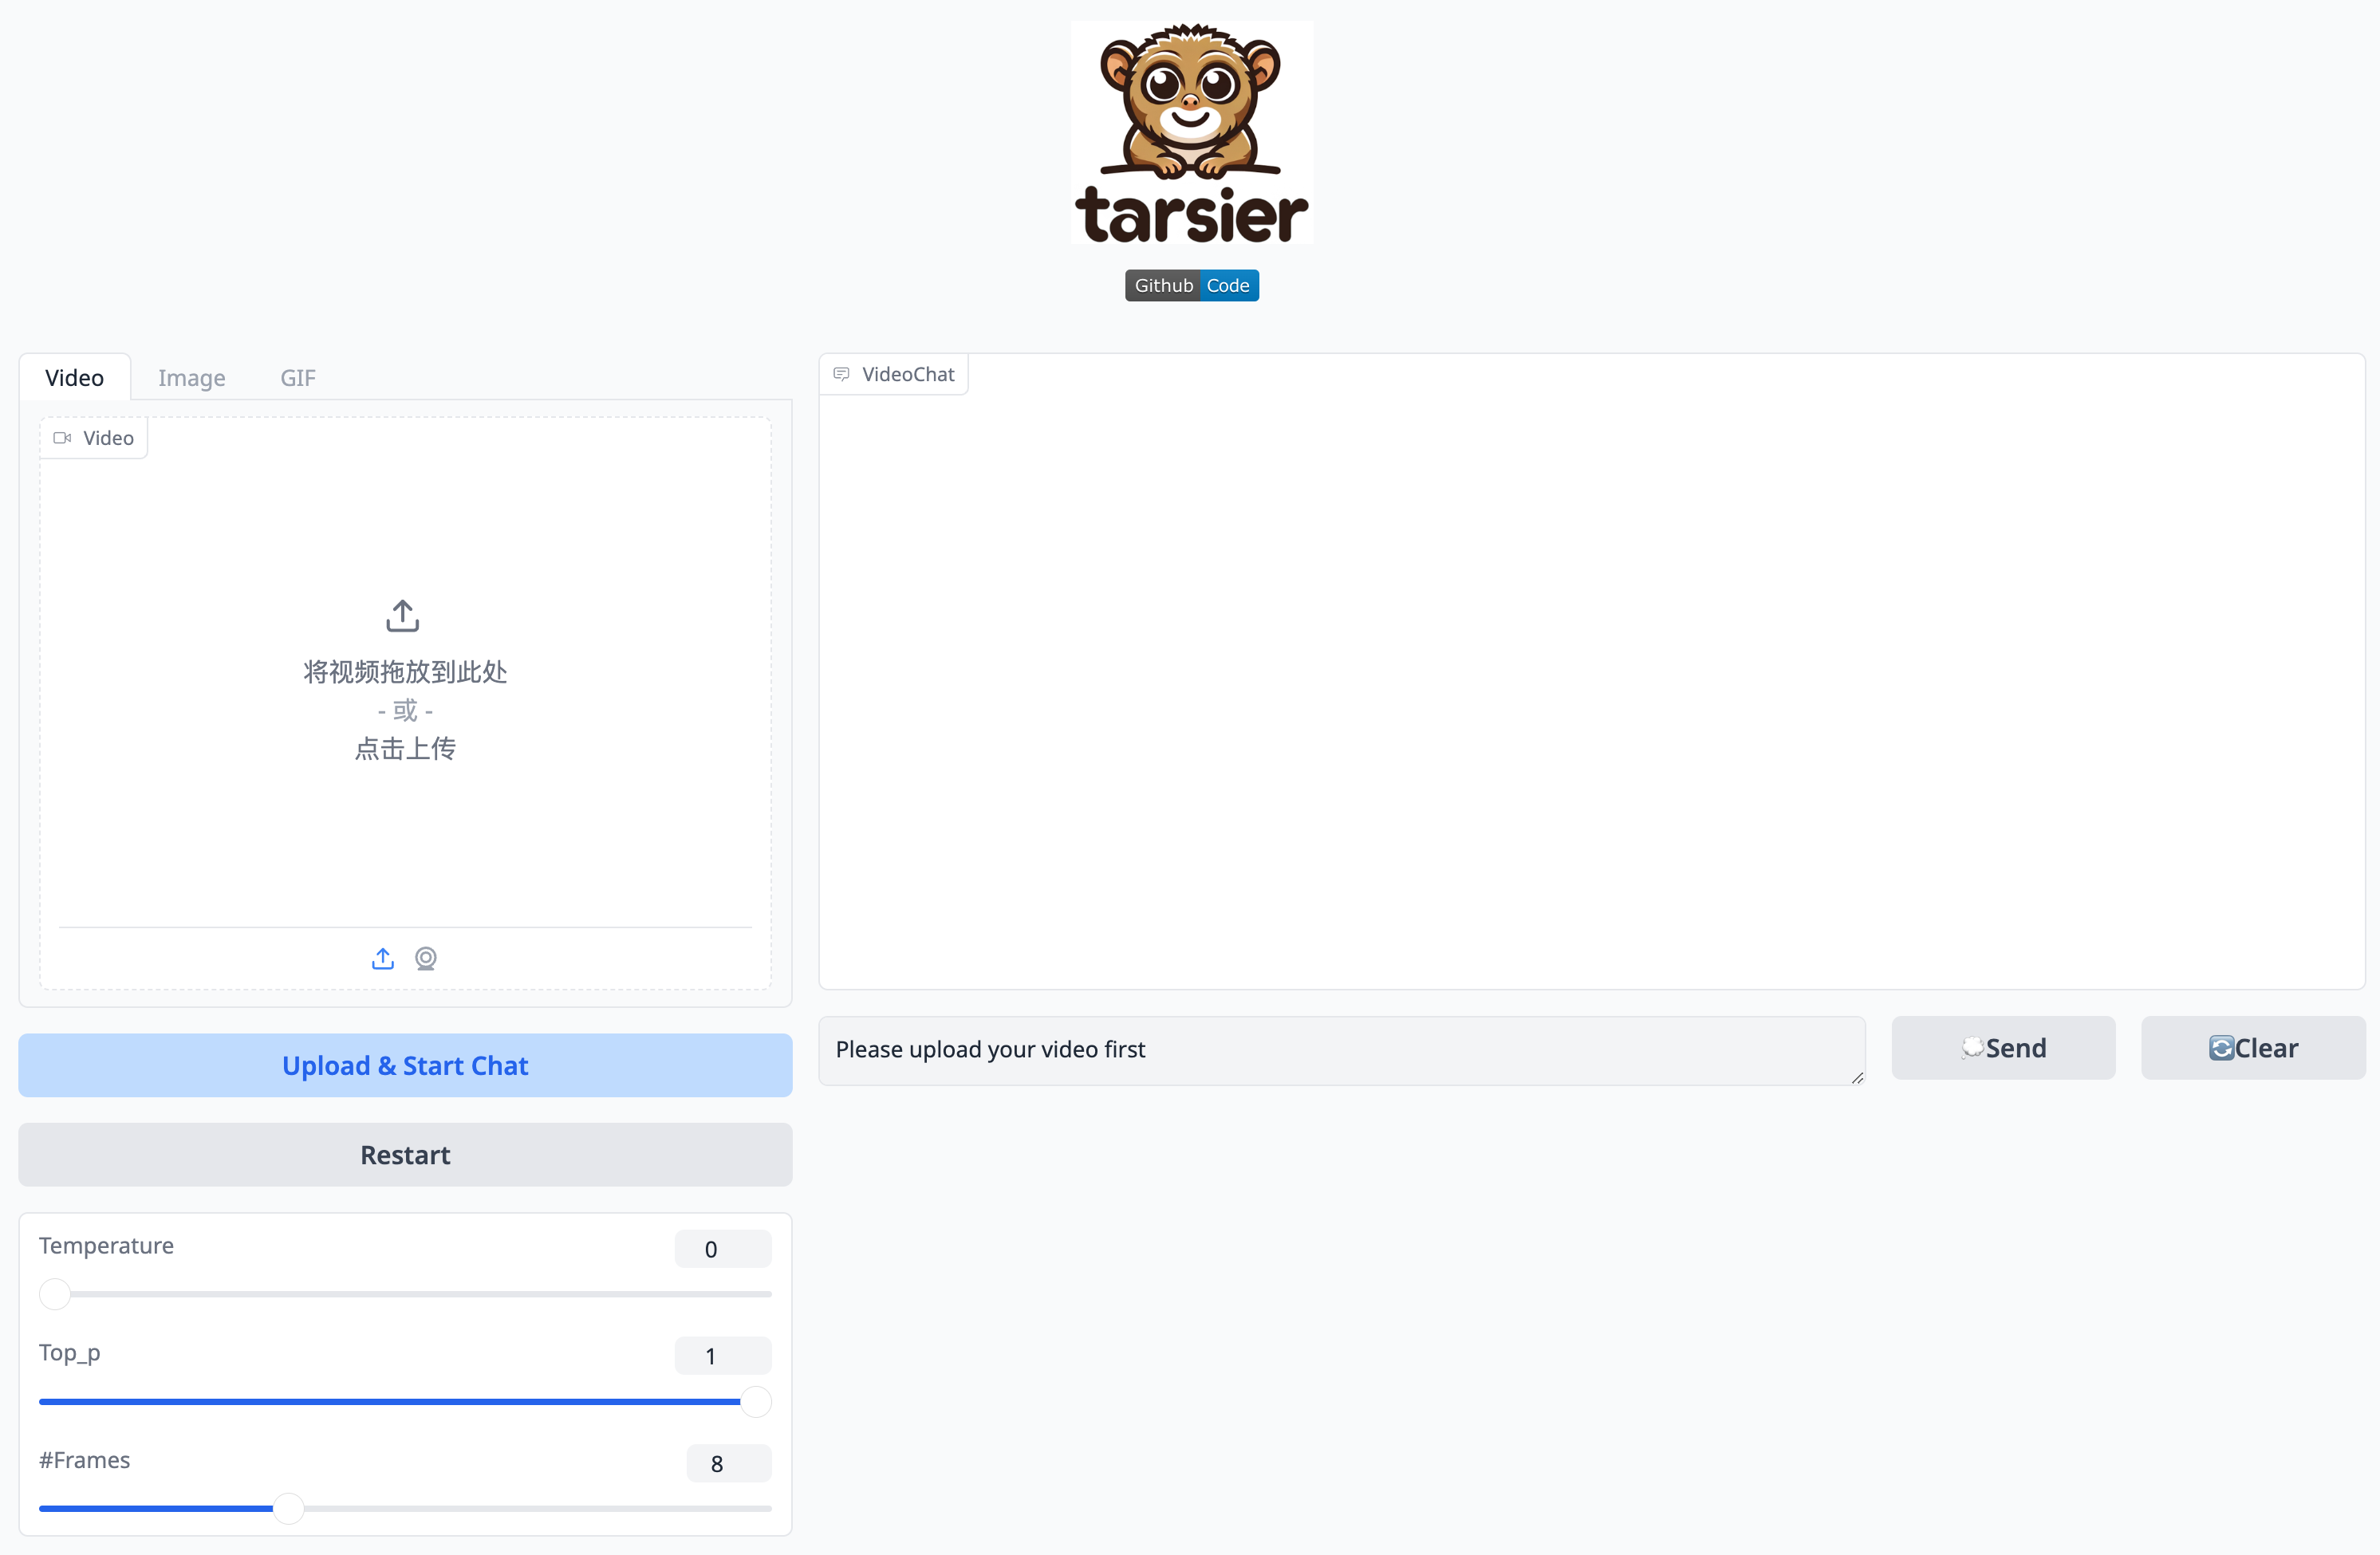 tarsier
Github Code
Video Image GIF
Video
将视频拖放到此处
- 或 -
点击上传
Upload & Start Chat
Restart
Temperature 0
Top_p 1
#Frames 8
VideoChat
Please upload your video first
Send
Clear